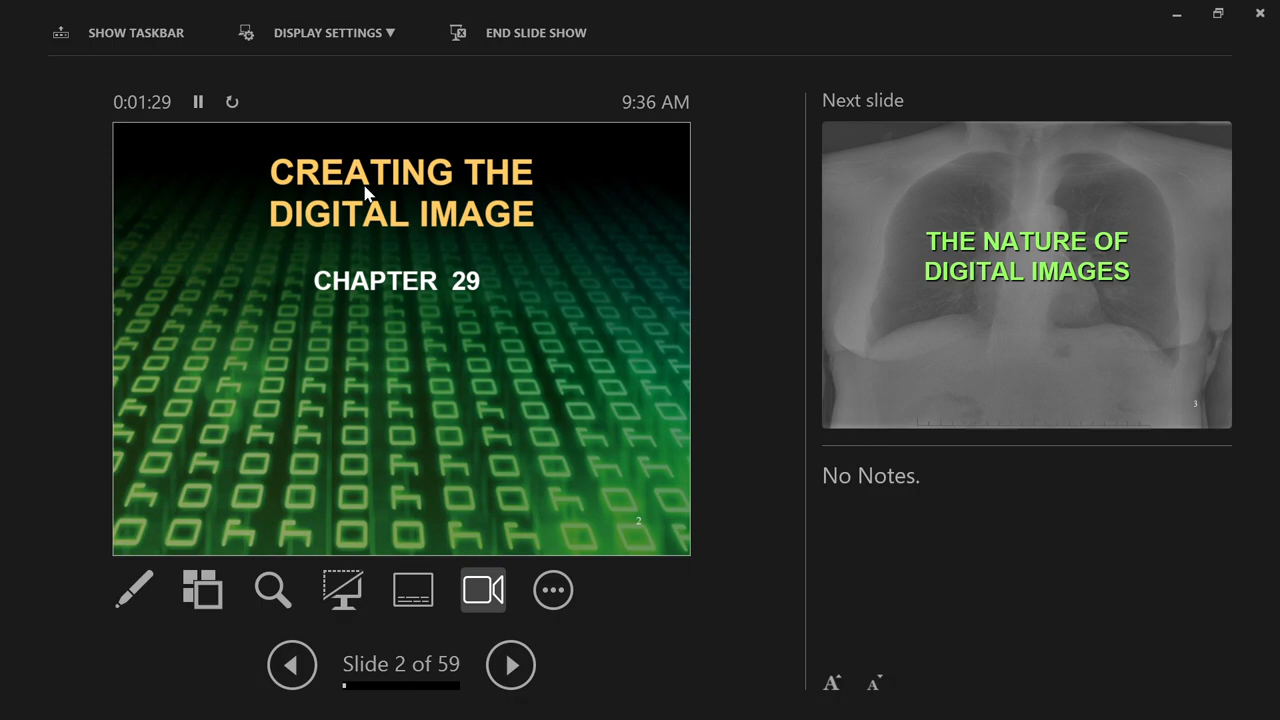 SHOW TASKBAR
DISPLAY SETTINGS ▼
END SLIDE SHOW
0:01:29
9:36 AM
CREATING THE
DIGITAL IMAGE
CHAPTER 29
2
Slide 2 of 59
Next slide
THE NATURE OF
DIGITAL IMAGES
3
No Notes.
A A